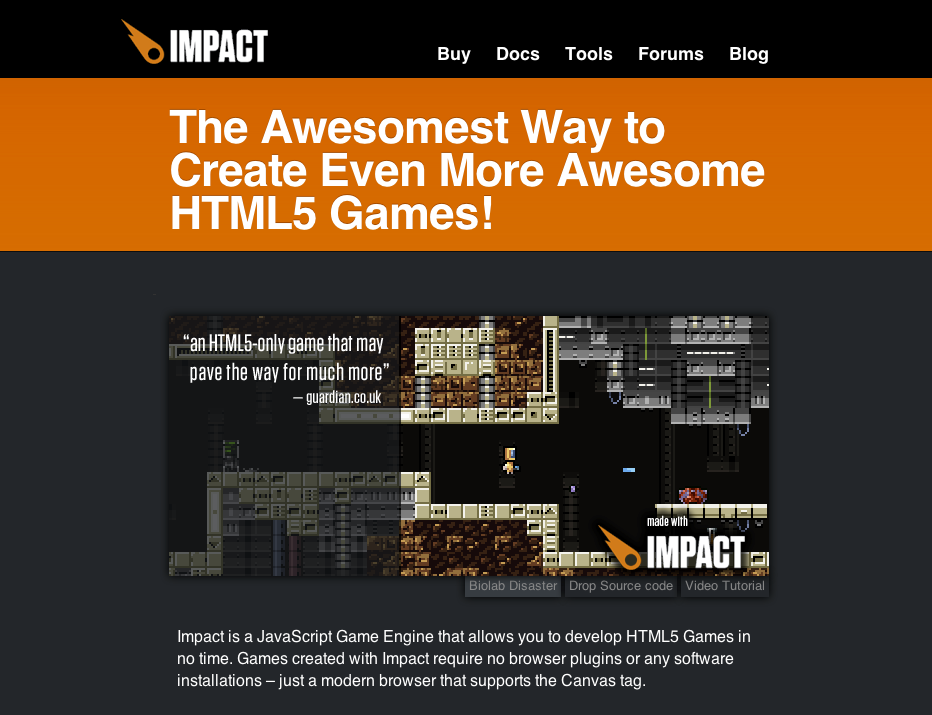 IMPACT
Buy Docs Tools Forums Blog
The Awesomest Way to
Create Even More Awesome
HTML5 Games!
“an HTML5-only game that may
pave the way for much more”
– guardian.co.uk
made with
IMPACT
Biolab Disaster Drop Source code Video Tutorial
Impact is a JavaScript Game Engine that allows you to develop HTML5 Games in
no time. Games created with Impact require no browser plugins or any software
installations – just a modern browser that supports the Canvas tag.